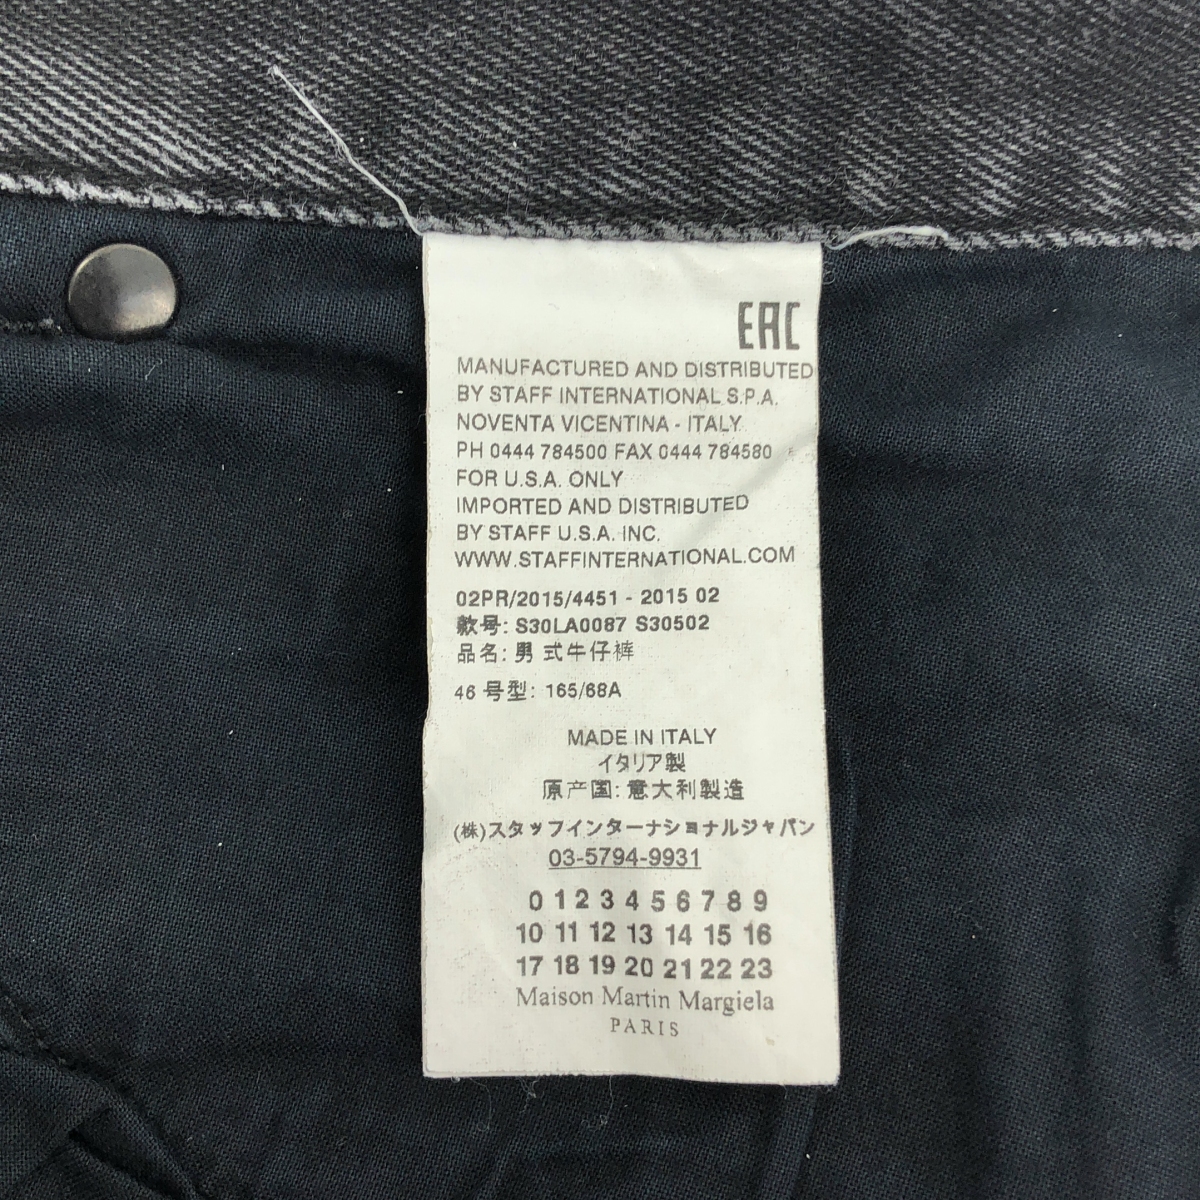 EAC
MANUFACTURED AND DISTRIBUTED
BY STAFF INTERNATIONAL S.P.A.
NOVENTA VICENTINA - ITALY
PH 0444 784500 FAX 0444 784580
FOR U.S.A. ONLY
IMPORTED AND DISTRIBUTED
BY STAFF U.S.A. INC.
WWW.STAFFINTERNATIONAL.COM
02PR/2015/4451 - 2015 02
款号: S30LA0087 S30502
品名: 男 式牛仔裤
46 号型: 165/68A
MADE IN ITALY
イタリア製
原产国: 意大利製造
(株)スタッフインターナショナルジャパン
03-5794-9931
0 1 2 3 4 5 6 7 8 9
10 11 12 13 14 15 16
17 18 19 20 21 22 23
Maison Martin Margiela
PARIS